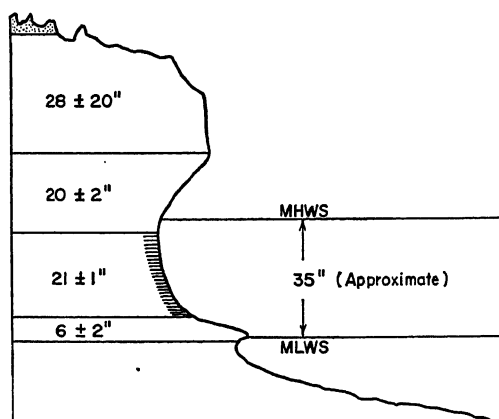 28 ± 20"
20 ± 2"
MHWS
21 ± 1"
35" (Approximate)
6 ± 2"
MLWS